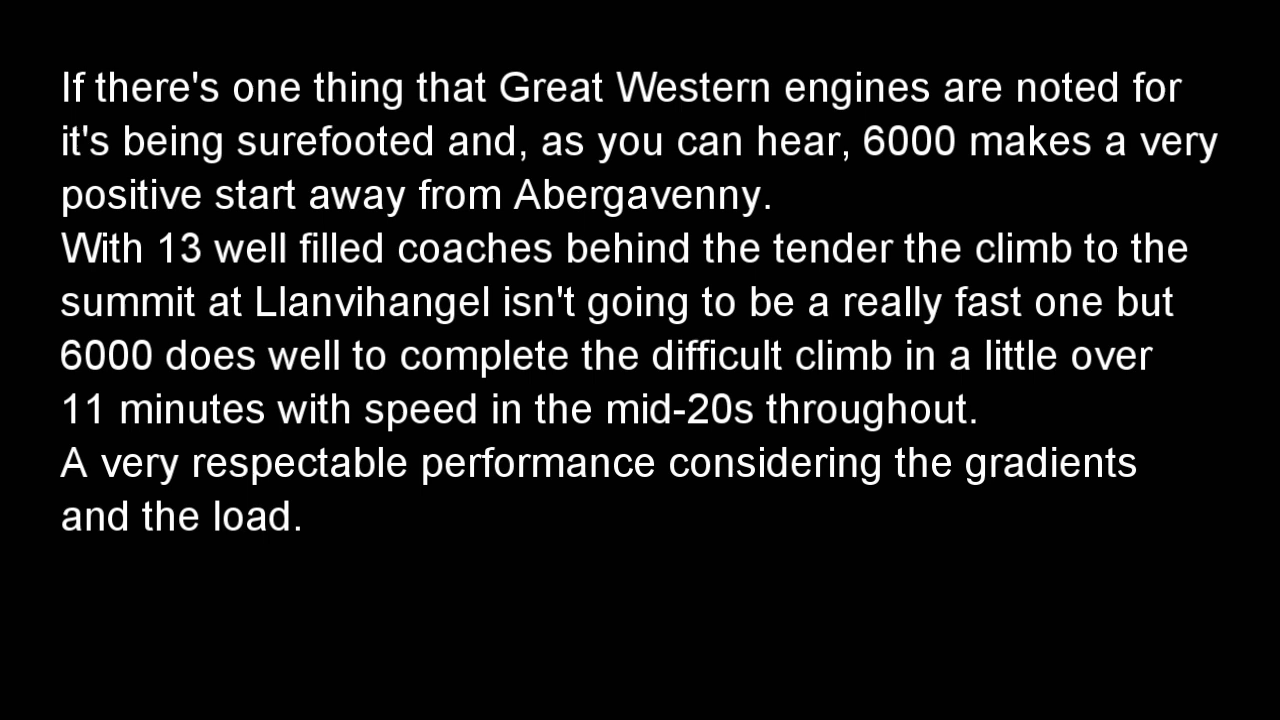 If there's one thing that Great Western engines are noted for
it's being surefooted and, as you can hear, 6000 makes a very
positive start away from Abergavenny.
With 13 well filled coaches behind the tender the climb to the
summit at Llanvihangel isn't going to be a really fast one but
6000 does well to complete the difficult climb in a little over
11 minutes with speed in the mid-20s throughout.
A very respectable performance considering the gradients
and the load.